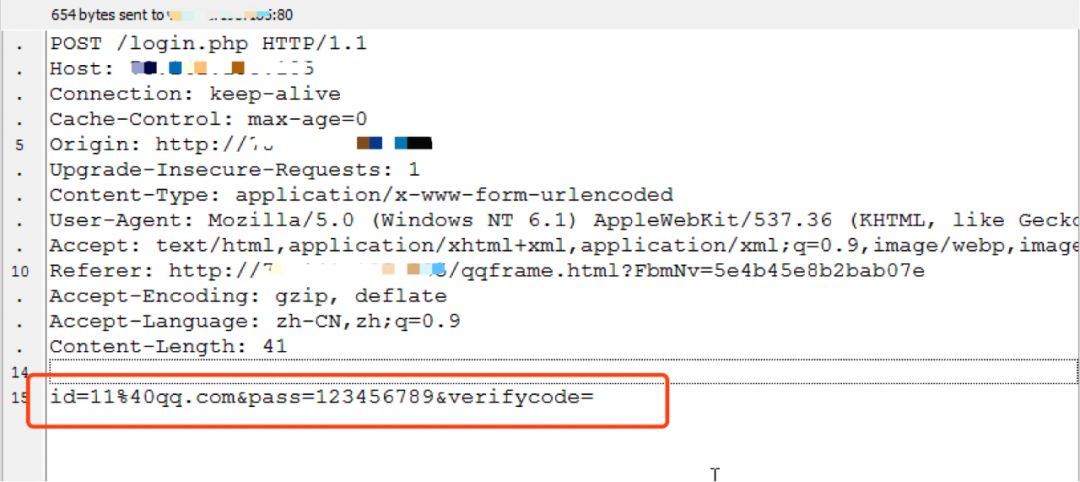 654 bytes sent to :80
. POST /login.php HTTP/1.1
. Host:
. Connection: keep-alive
. Cache-Control: max-age=0
5 Origin: http://
. Upgrade-Insecure-Requests: 1
. Content-Type: application/x-www-form-urlencoded
. User-Agent: Mozilla/5.0 (Windows NT 6.1) AppleWebKit/537.36 (KHTML, like Gecko
. Accept: text/html,application/xhtml+xml,application/xml;q=0.9,image/webp,image
10 Referer: http:// /qqframe.html?FbmNv=5e4b45e8b2bab07e
. Accept-Encoding: gzip, deflate
. Accept-Language: zh-CN,zh;q=0.9
. Content-Length: 41
14
15 id=11%40qq.com&pass=123456789&verifycode=